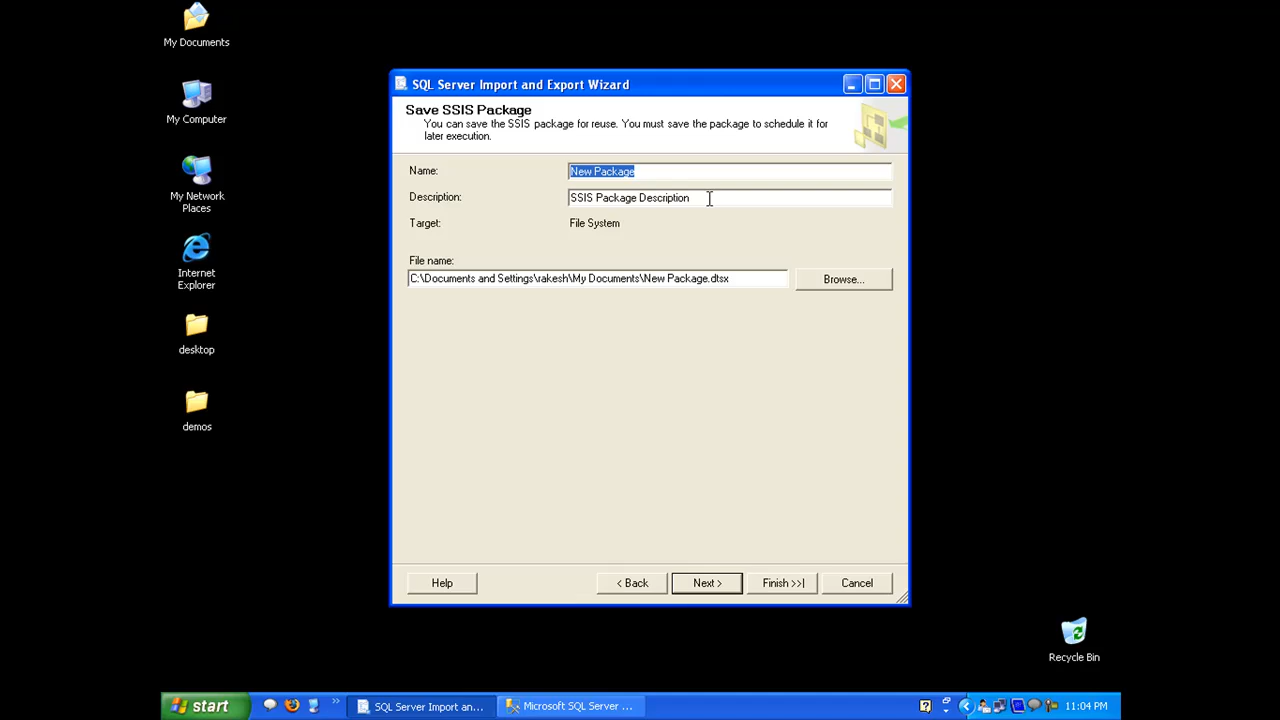 My Documents
My Computer
My Network
Places
Internet
Explorer
desktop
demos
SQL Server Import and Export Wizard
Save SSIS Package
You can save the SSIS package for reuse. You must save the package to schedule it for
later execution.
Name:
New Package
Description:
SSIS Package Description
Target:
File System
File name:
C:\Documents and Settings\rakesh\My Documents\New Package.dtsx
Browse...
Help
< Back
Next >
Finish >>|
Cancel
Recycle Bin
start
»
SQL Server Import an...
Microsoft SQL Server ...
11:04 PM